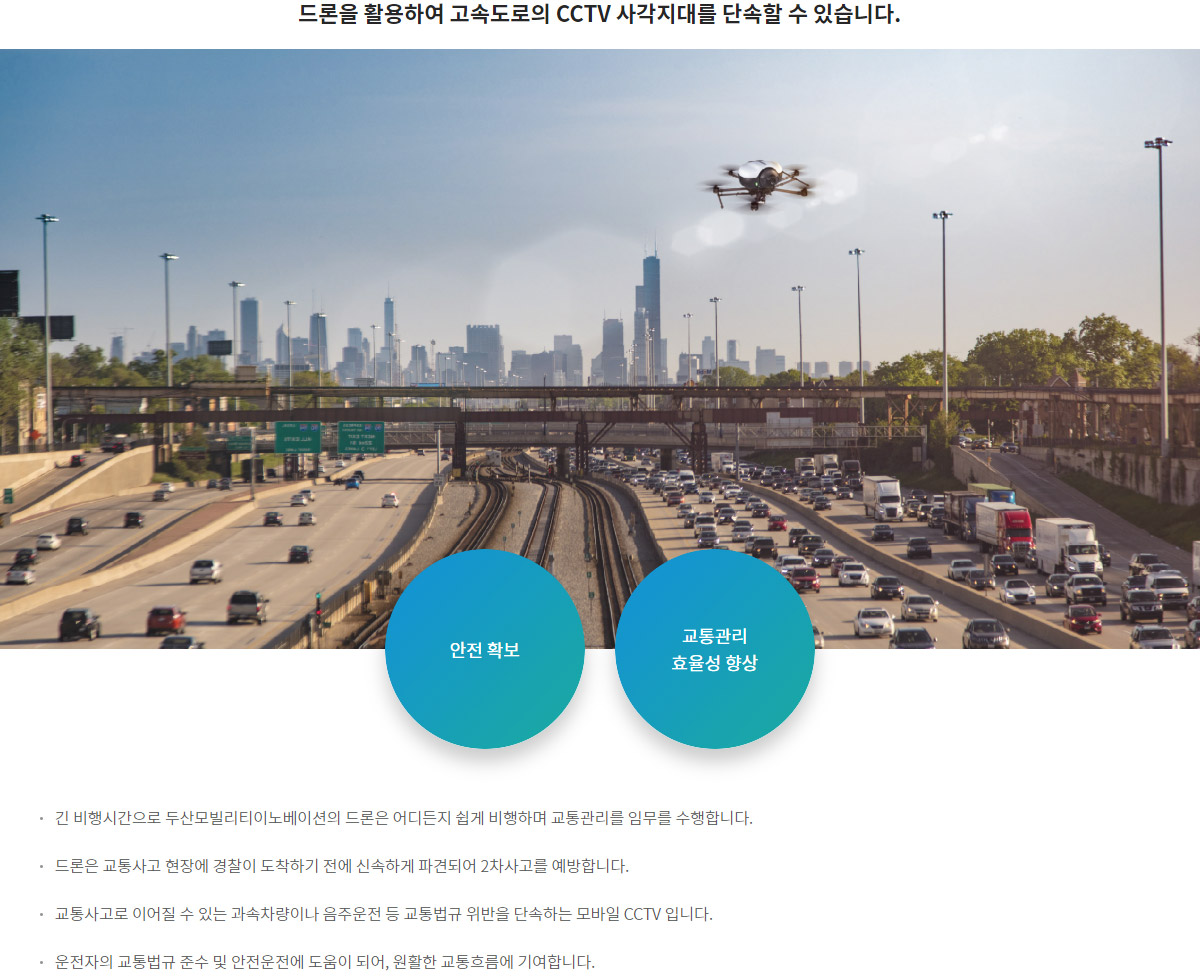 드론을 활용하여 고속도로의 CCTV 사각지대를 단속할 수 있습니다.
안전 확보
교통관리
효율성 향상
· 긴 비행시간으로 두산모빌리티이노베이션의 드론은 어디든지 쉽게 비행하며 교통관리를 임무를 수행합니다.
· 드론은 교통사고 현장에 경찰이 도착하기 전에 신속하게 파견되어 2차사고를 예방합니다.
· 교통사고로 이어질 수 있는 과속차량이나 음주운전 등 교통법규 위반을 단속하는 모바일 CCTV 입니다.
· 운전자의 교통법규 준수 및 안전운전에 도움이 되어, 원활한 교통흐름에 기여합니다.